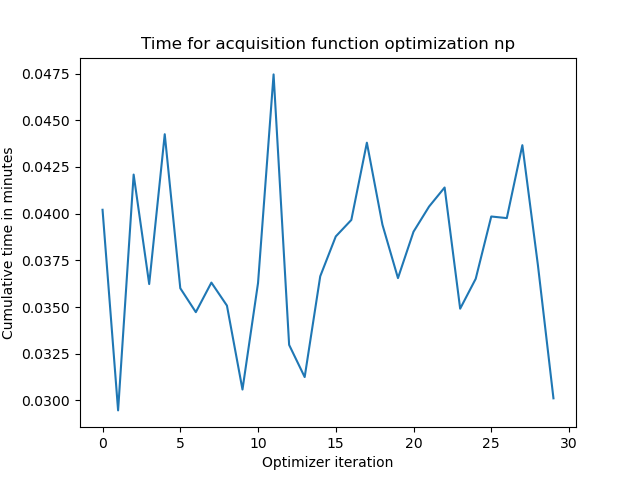 Time for acquisition function optimization np
Cumulative time in minutes
0.0475
0.0450
0.0425
0.0400
0.0375
0.0350
0.0325
0.0300
0 5 10 15 20 25 30
Optimizer iteration